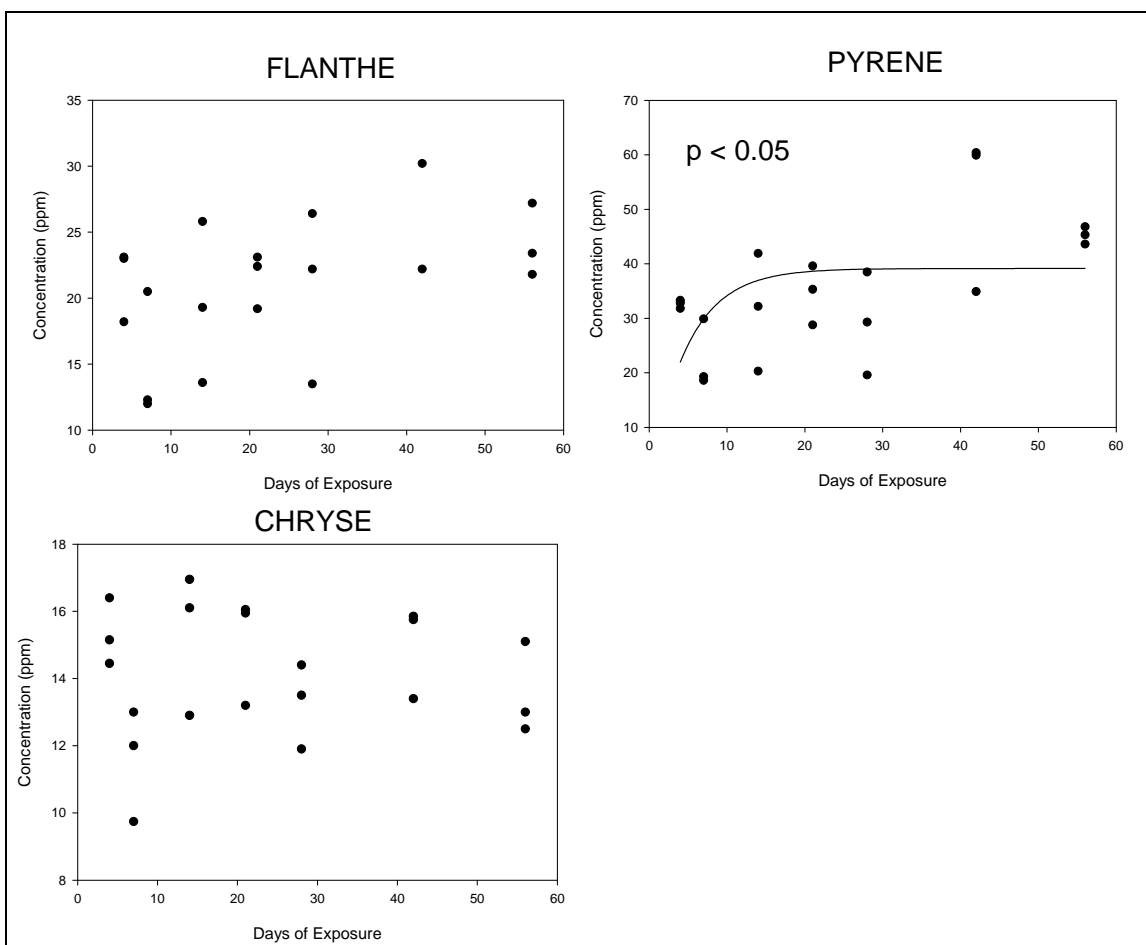 FLANTHE
35
30
25
20
15
10
0 10 20 30 40 50 60
Concentration (ppm)
Days of Exposure
PYRENE
p < 0.05
70
60
50
40
30
20
10
0 10 20 30 40 50 60
Concentration (ppm)
Days of Exposure
CHRYSE
18
16
14
12
10
8
0 10 20 30 40 50 60
Concentration (ppm)
Days of Exposure